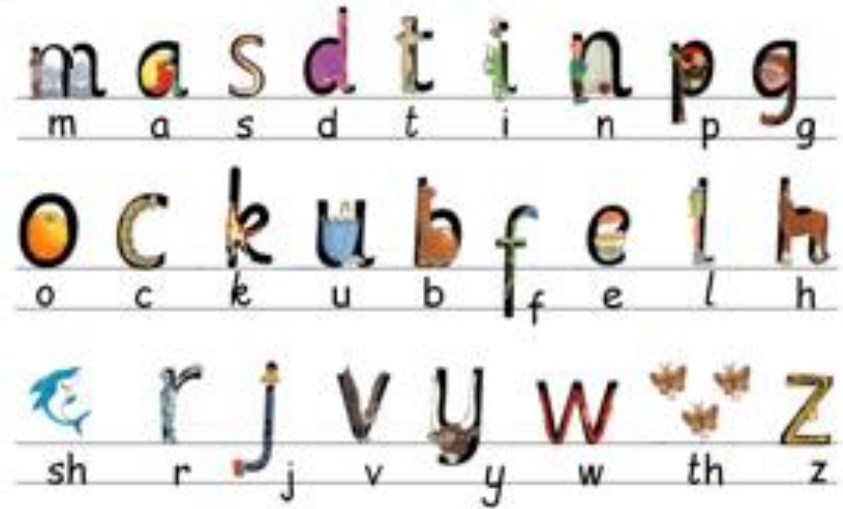 m a s d t i n p g
m a s d t i n p g
o c k u b f e l h
o c k u b f e l h
r j v y w z
sh r j v y w th z